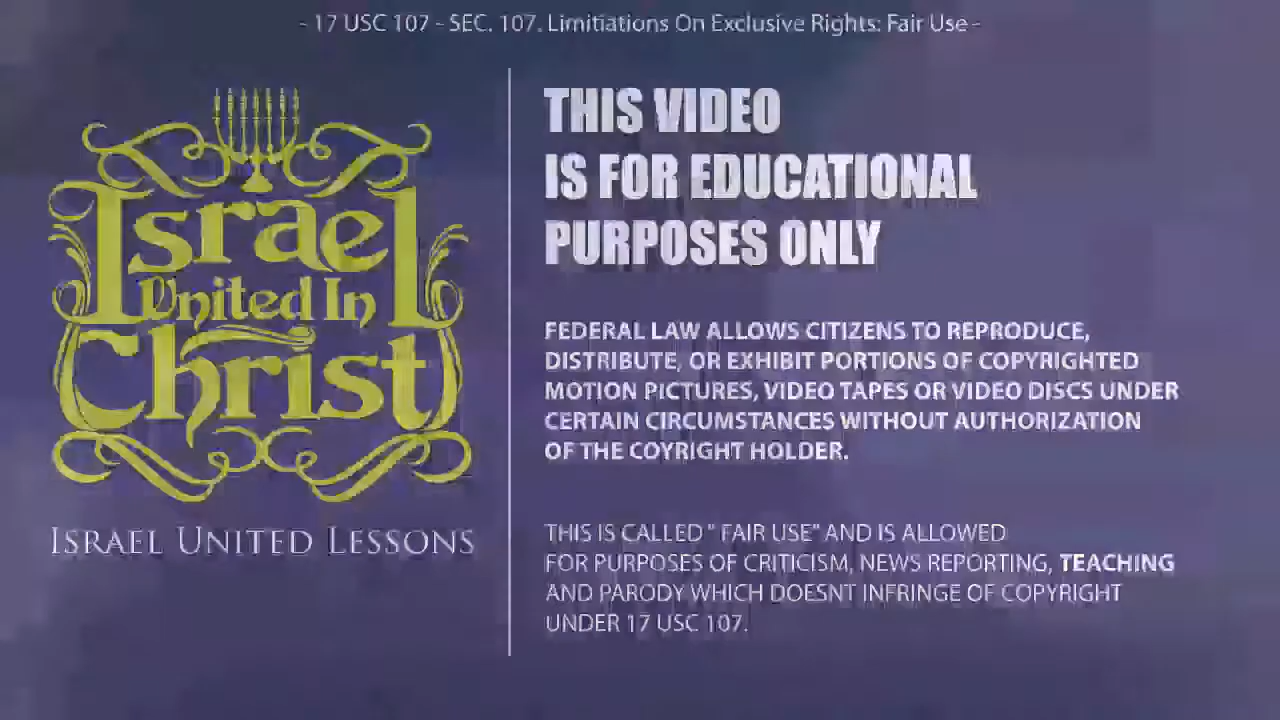 - 17 USC 107 - SEC. 107. Limitiations On Exclusive Rights: Fair Use -
Israel
United In
Christ
ISRAEL UNITED LESSONS
THIS VIDEO
IS FOR EDUCATIONAL
PURPOSES ONLY
FEDERAL LAW ALLOWS CITIZENS TO REPRODUCE,
DISTRIBUTE, OR EXHIBIT PORTIONS OF COPYRIGHTED
MOTION PICTURES, VIDEO TAPES OR VIDEO DISCS UNDER
CERTAIN CIRCUMSTANCES WITHOUT AUTHORIZATION
OF THE COYRIGHT HOLDER.
THIS IS CALLED " FAIR USE" AND IS ALLOWED
FOR PURPOSES OF CRITICISM, NEWS REPORTING, TEACHING
AND PARODY WHICH DOESNT INFRINGE OF COPYRIGHT
UNDER 17 USC 107.